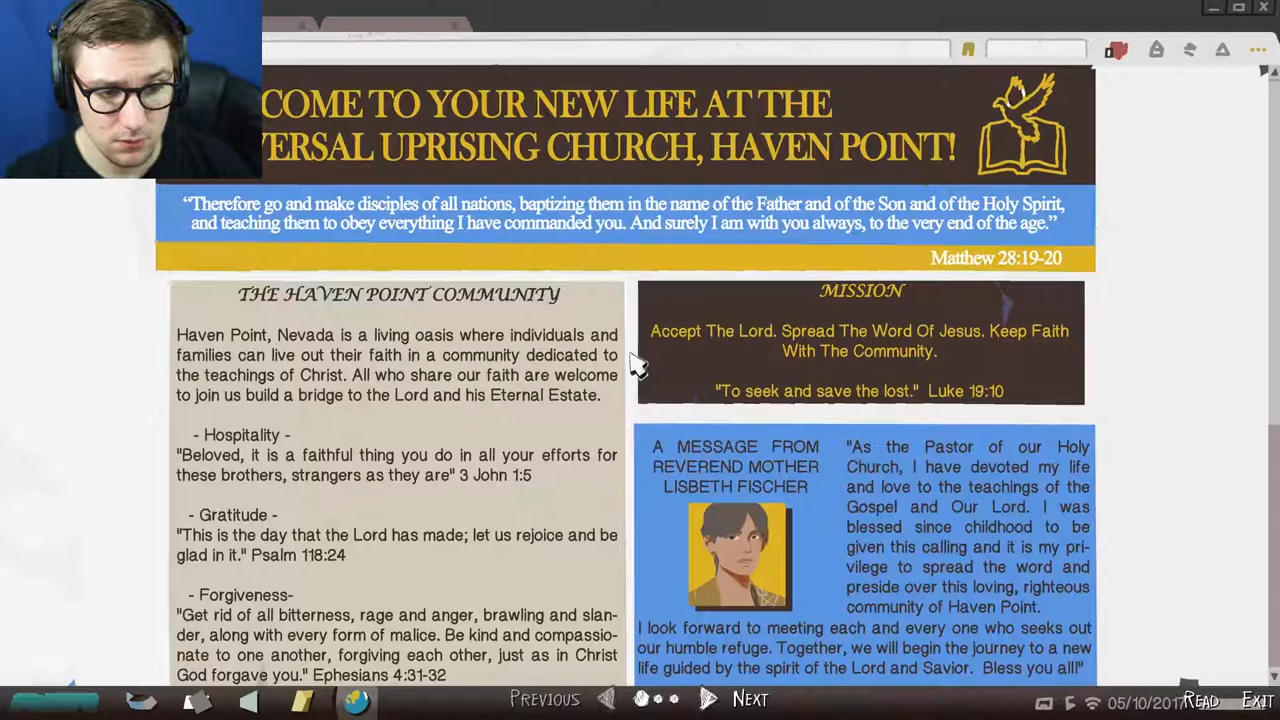 COME TO YOUR NEW LIFE AT THE
VERSAL UPRISING CHURCH, HAVEN POINT!
“Therefore go and make disciples of all nations, baptizing them in the name of the Father and of the Son and of the Holy Spirit,
and teaching them to obey everything I have commanded you. And surely I am with you always, to the very end of the age.”
Matthew 28:19-20
THE HAVEN POINT COMMUNITY
Haven Point, Nevada is a living oasis where individuals and
families can live out their faith in a community dedicated to
the teachings of Christ. All who share our faith are welcome
to join us build a bridge to the Lord and his Eternal Estate.
- Hospitality -
"Beloved, it is a faithful thing you do in all your efforts for
these brothers, strangers as they are" 3 John 1:5
- Gratitude -
"This is the day that the Lord has made; let us rejoice and be
glad in it." Psalm 118:24
- Forgiveness-
"Get rid of all bitterness, rage and anger, brawling and slan-
der, along with every form of malice. Be kind and compassio-
nate to one another, forgiving each other, just as in Christ
God forgave you." Ephesians 4:31-32
MISSION
Accept The Lord. Spread The Word Of Jesus. Keep Faith
With The Community.
"To seek and save the lost." Luke 19:10
A MESSAGE FROM
REVEREND MOTHER
LISBETH FISCHER
"As the Pastor of our Holy
Church, I have devoted my life
and love to the teachings of the
Gospel and Our Lord. I was
blessed since childhood to be
given this calling and it is my pri-
vilege to spread the word and
preside over this loving, righteous
community of Haven Point.
I look forward to meeting each and every one who seeks out
our humble refuge. Together, we will begin the journey to a new
life guided by the spirit of the Lord and Savior. Bless you all!"
PREVIOUS
NEXT
05/10/2017
READ
EXIT